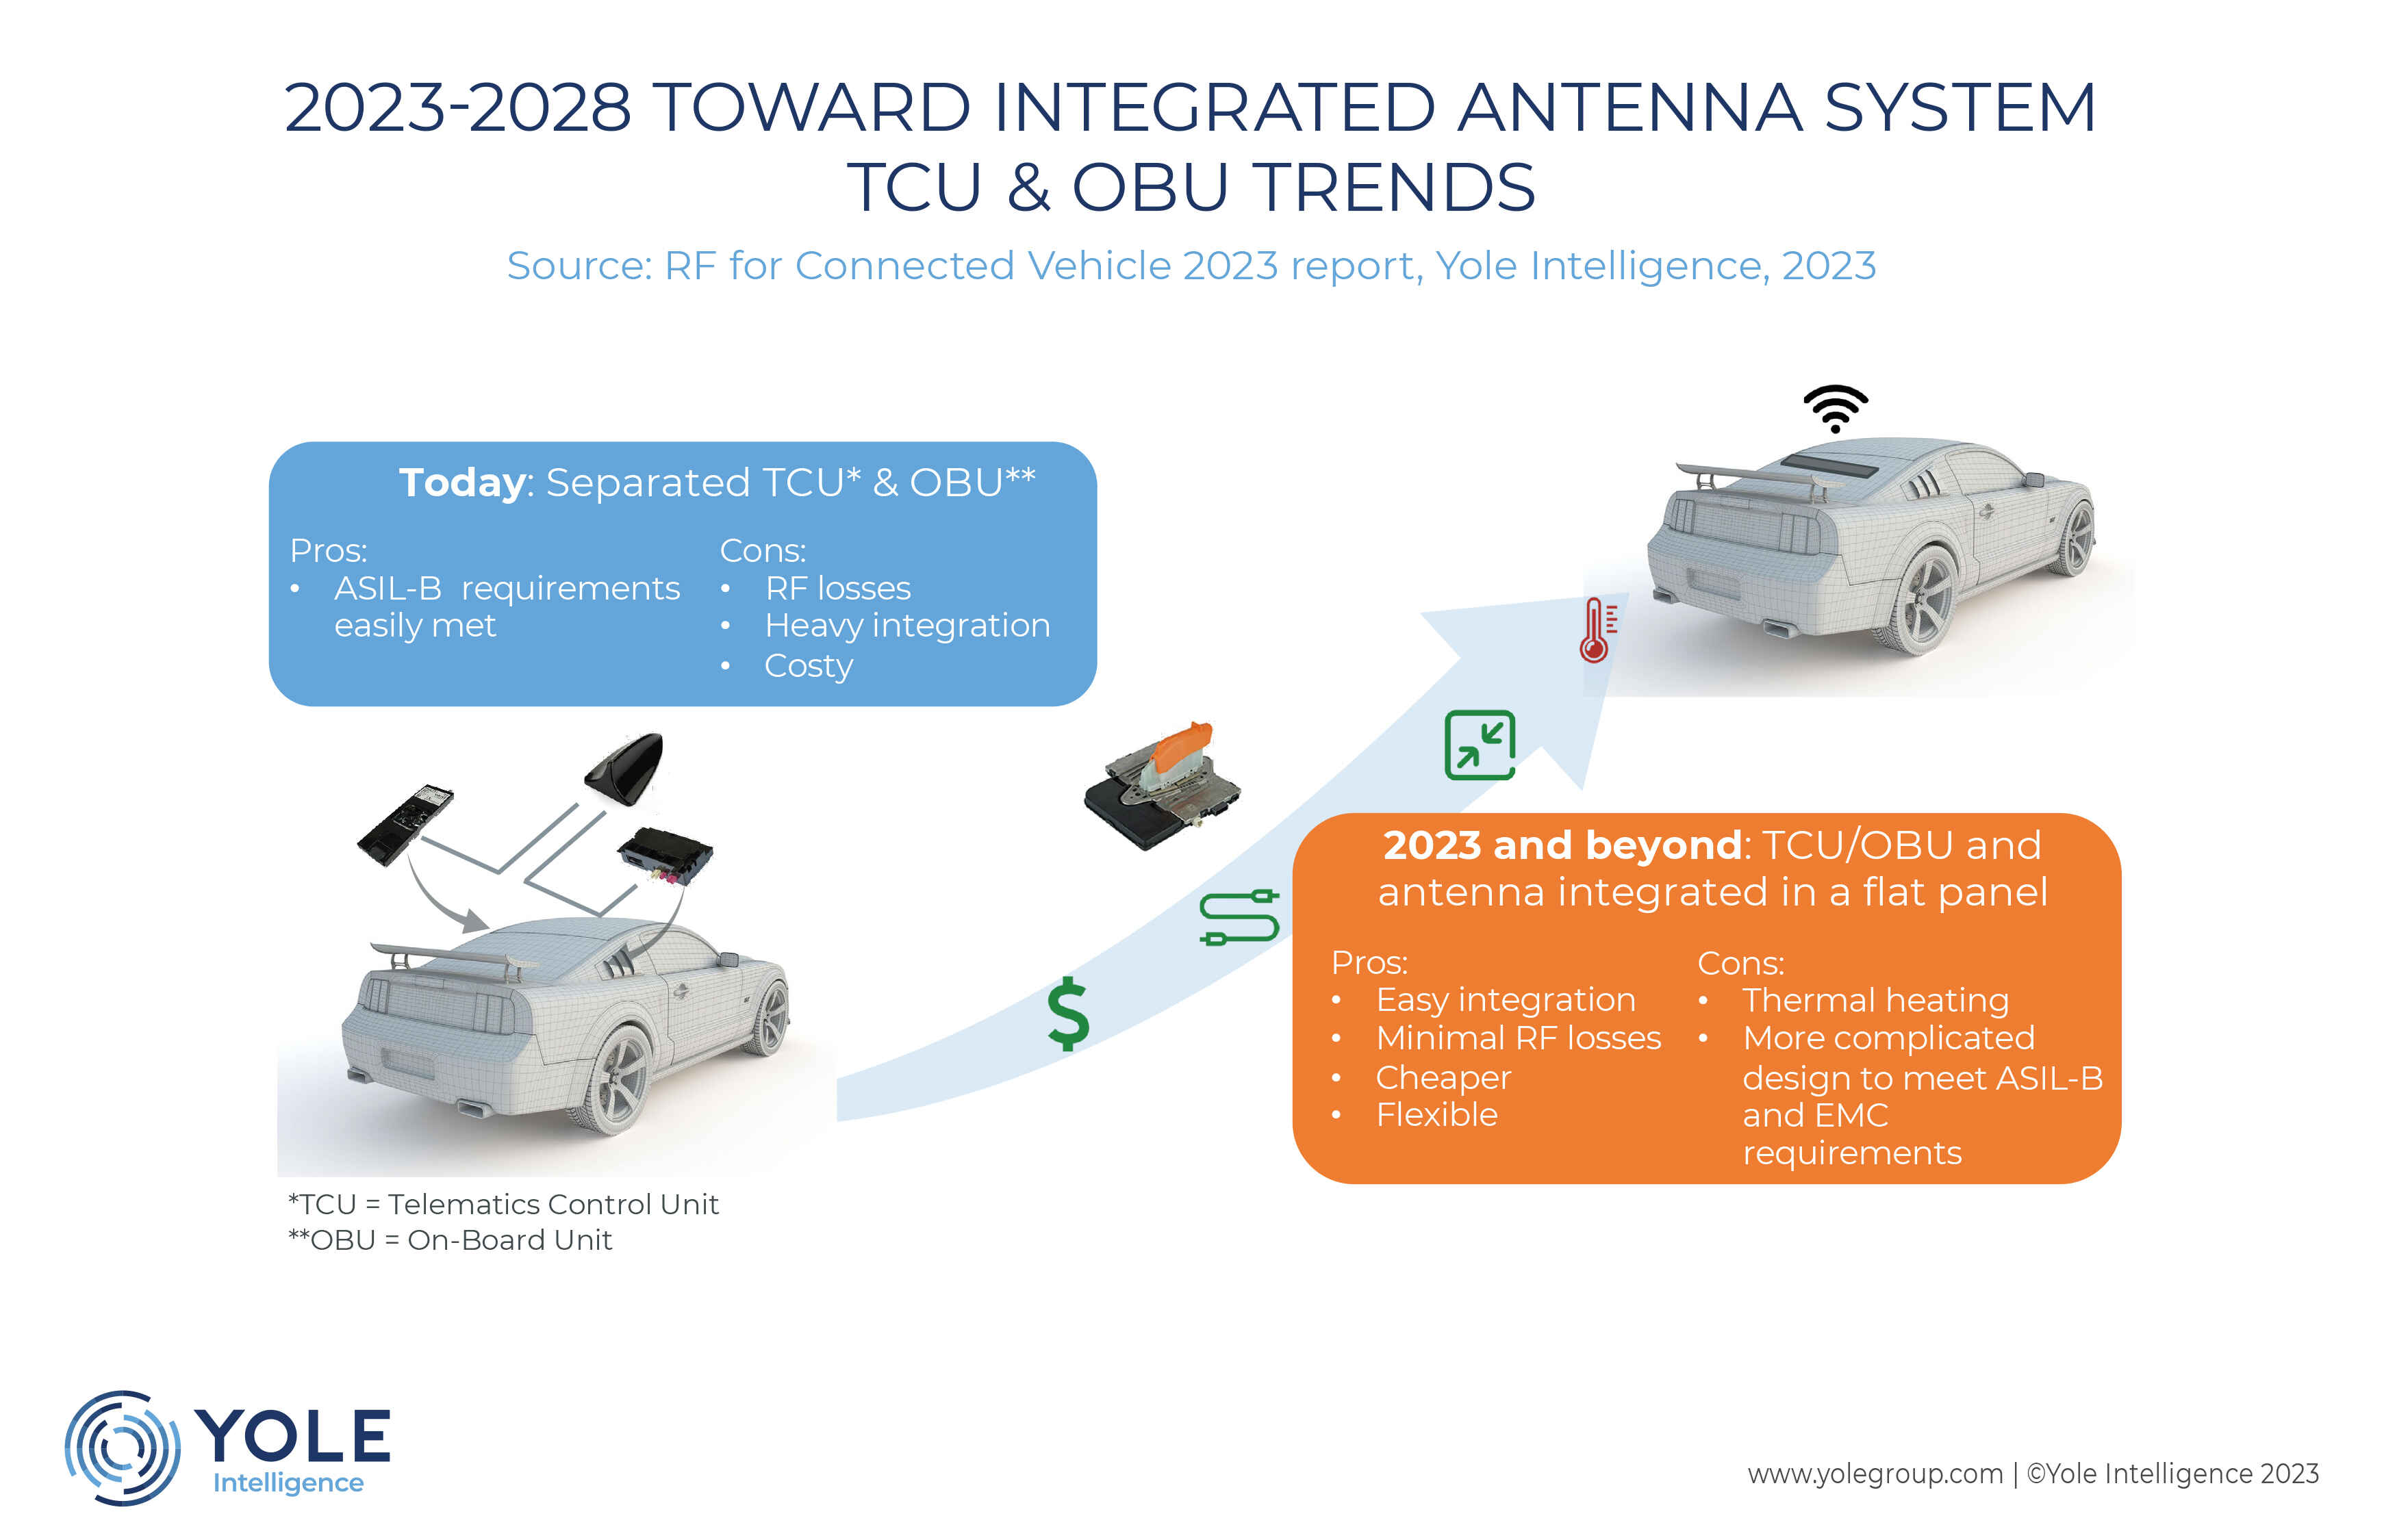 2023-2028 TOWARD INTEGRATED ANTENNA SYSTEM
TCU & OBU TRENDS
Source: RF for Connected Vehicle 2023 report, Yole Intelligence, 2023
Today: Separated TCU* & OBU**
Pros:
• ASIL-B requirements
easily met
Cons:
• RF losses
• Heavy integration
• Costy
$
2023 and beyond: TCU/OBU and
antenna integrated in a flat panel
Pros:
• Easy integration
• Minimal RF losses
• Cheaper
• Flexible
Cons:
• Thermal heating
• More complicated
design to meet ASIL-B
and EMC
requirements
*TCU = Telematics Control Unit
**OBU = On-Board Unit
YOLE
Intelligence
www.yolegroup.com | ©Yole Intelligence 2023